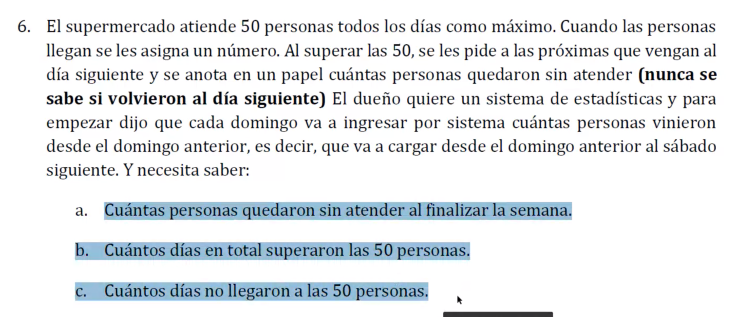 6. El supermercado atiende 50 personas todos los días como máximo. Cuando las personas
llegan se les asigna un número. Al superar las 50, se les pide a las próximas que vengan al
día siguiente y se anota en un papel cuántas personas quedaron sin atender (nunca se
sabe si volvieron al día siguiente) El dueño quiere un sistema de estadísticas y para
empezar dijo que cada domingo va a ingresar por sistema cuántas personas vinieron
desde el domingo anterior, es decir, que va a cargar desde el domingo anterior al sábado
siguiente. Y necesita saber:
a. Cuántas personas quedaron sin atender al finalizar la semana.
b. Cuántos días en total superaron las 50 personas.
c. Cuántos días no llegaron a las 50 personas.